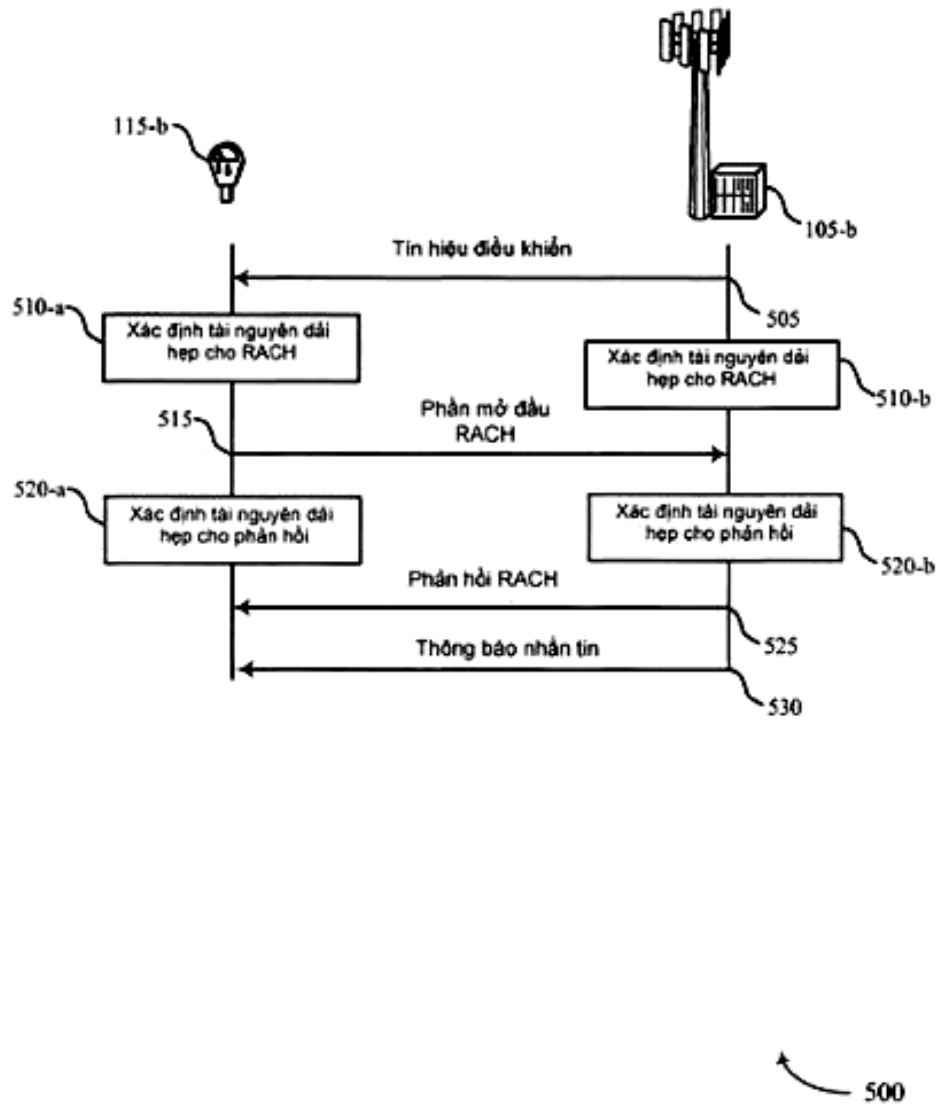 115-b
105-b
Tín hiệu điều khiển
505
510-a
Xác định tài nguyên dải
hẹp cho RACH
Xác định tài nguyên dải
hẹp cho RACH
510-b
515
Phần mở đầu
RACH
520-a
Xác định tài nguyên dải
hẹp cho phản hồi
Xác định tài nguyên dải
hẹp cho phản hồi
520-b
Phản hồi RACH
525
Thông báo nhắn tin
530
500